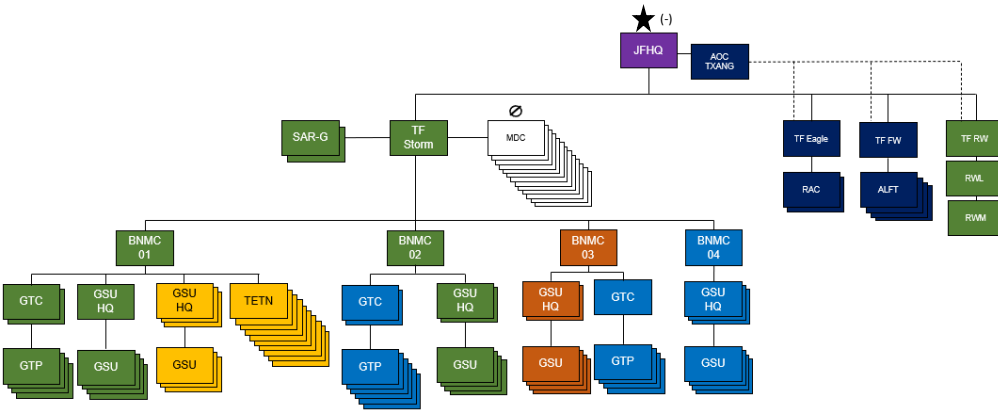 (-)
JFHQ
AOC
TXANG
SAR-G
TF
Storm
MDC
TF Eagle
TF FW
TF RW
RAC
ALFT
RWL
RWM
BNMC
01
BNMC
02
BNMC
03
BNMC
04
GTC
GSU
HQ
GSU
HQ
TETN
GTC
GSU
HQ
GSU
HQ
GTC
GSU
HQ
GTP
GSU
GSU
GTP
GSU
GSU
GTP
GSU